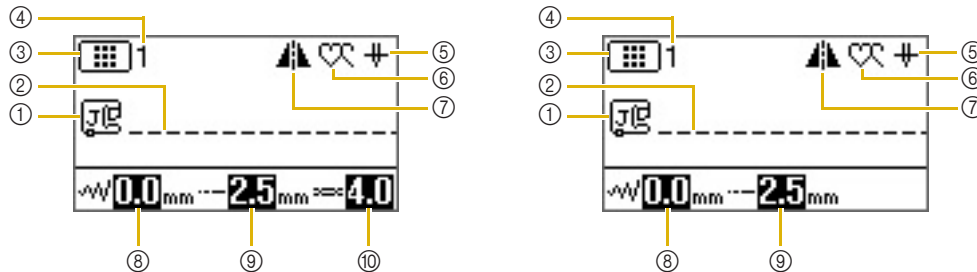 ④ ④
③ 1 ⑤ ③ 1 ⑤
⑥ ⑥
② ⑦ ② ⑦
① J ① J
0.0 mm 2.5 mm 4.0 0.0 mm 2.5 mm
⑧ ⑨ ⑩ ⑧ ⑨